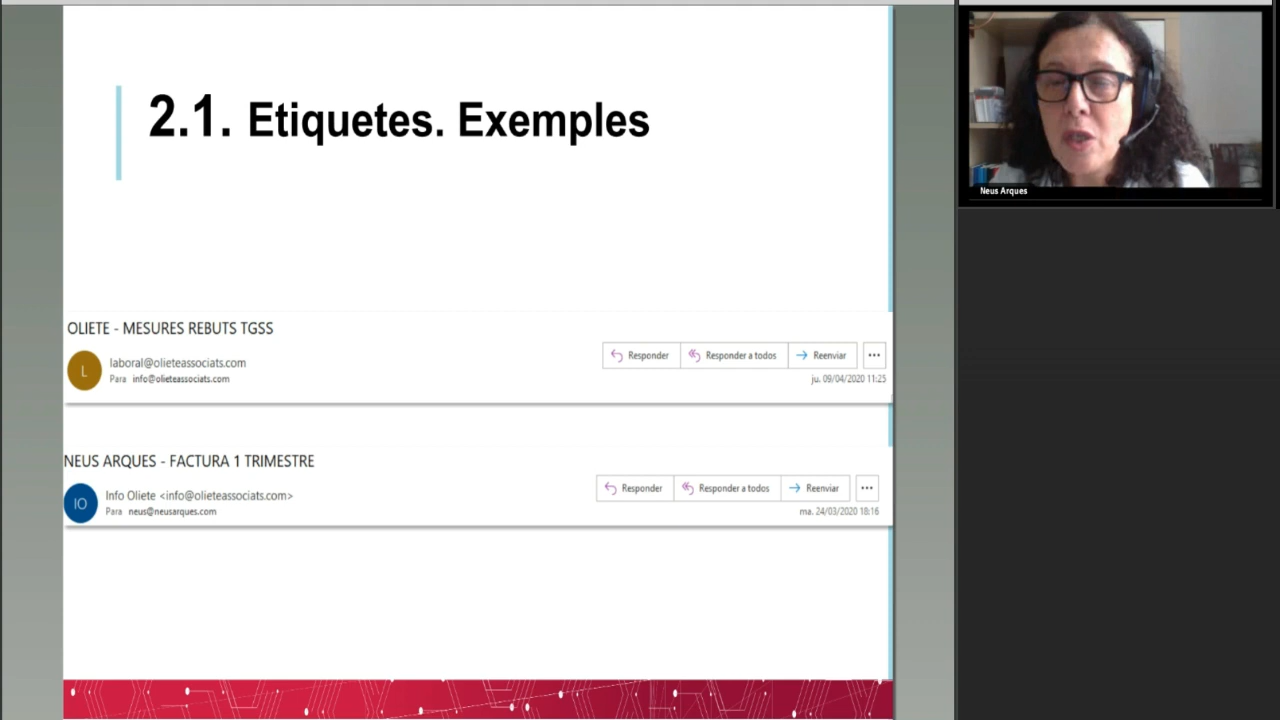 2.1. Etiquetes. Exemples
Neus Arques
OLIETE - MESURES REBUTS TGSS
L
laboral@olieteassociats.com
Para info@olieteassociats.com
Responder
Responder a todos
Reenviar
ju. 09/04/2020 11:25
NEUS ARQUES - FACTURA 1 TRIMESTRE
IO
Info Oliete <info@olieteassociats.com>
Para neus@neusarques.com
Responder
Responder a todos
Reenviar
ma. 24/03/2020 18:16